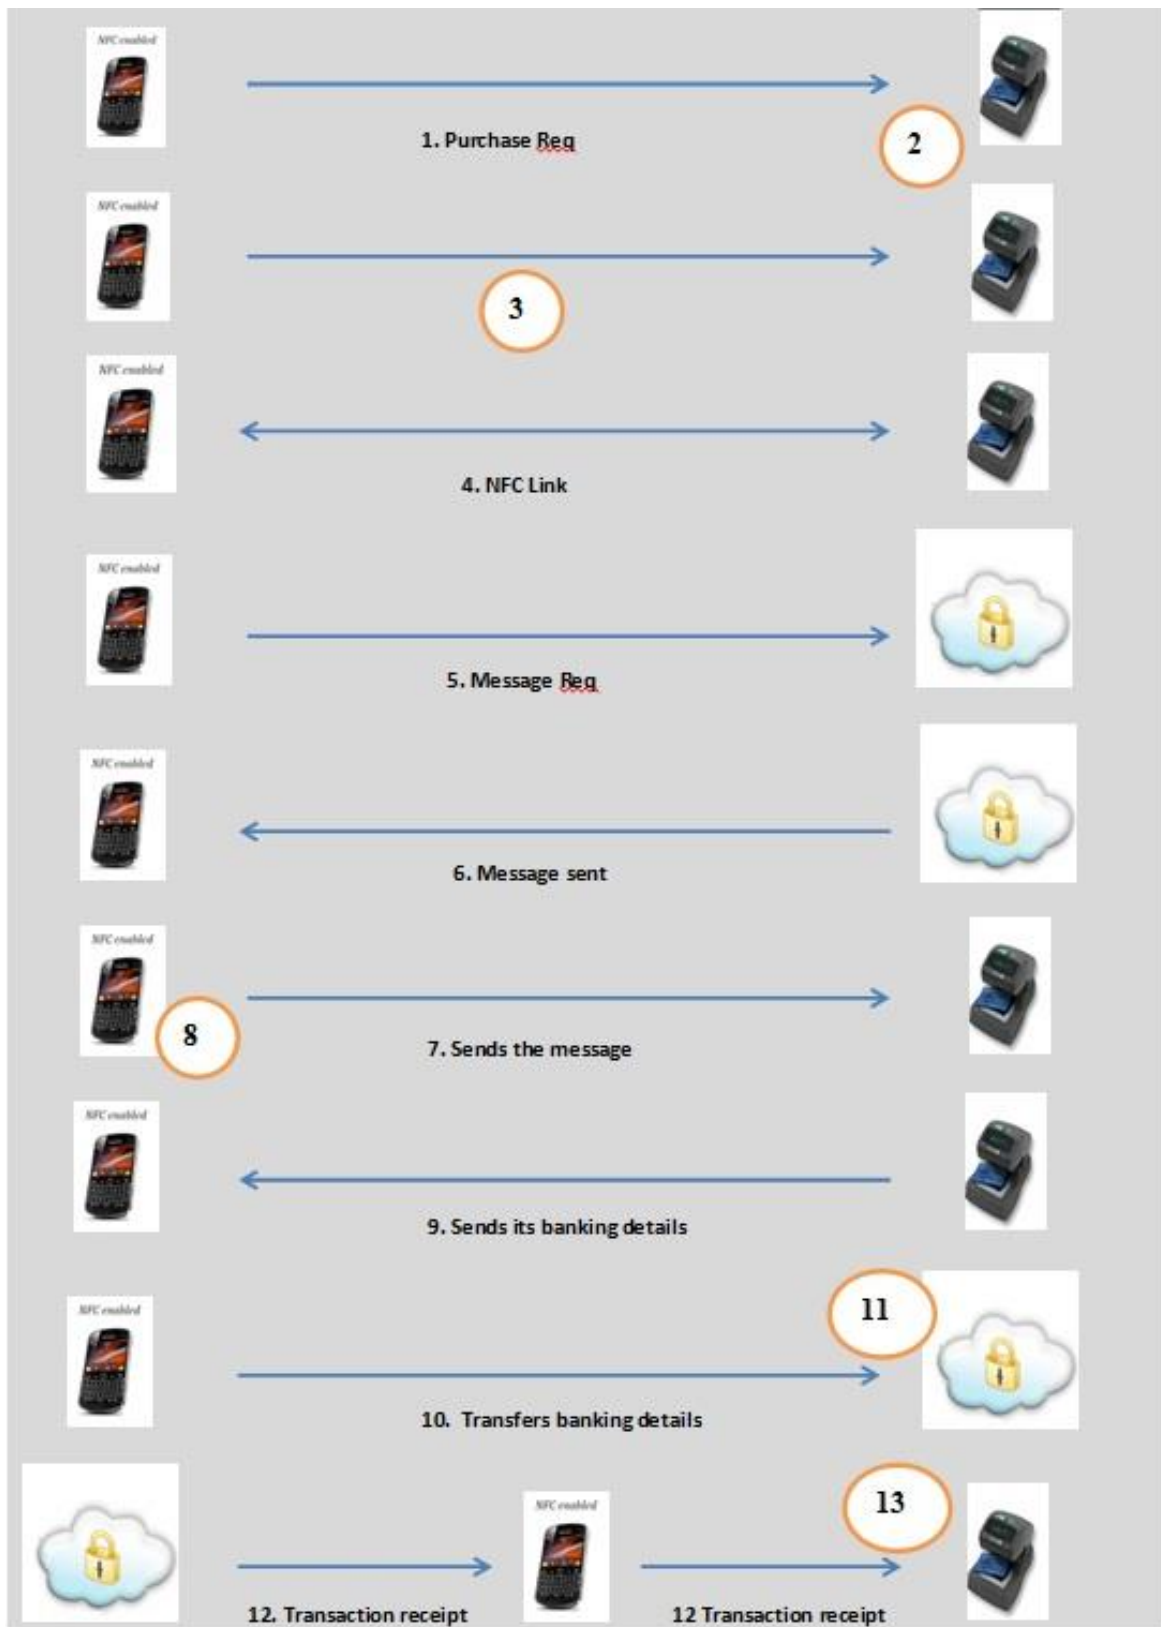 NFC enabled
1. Purchase Req
2
NFC enabled
3
NFC enabled
4. NFC Link
NFC enabled
5. Message Req
NFC enabled
6. Message sent
NFC enabled
8
7. Sends the message
NFC enabled
9. Sends its banking details
NFC enabled
11
10. Transfers banking details
13
NFC enabled
12. Transaction receipt
12 Transaction receipt